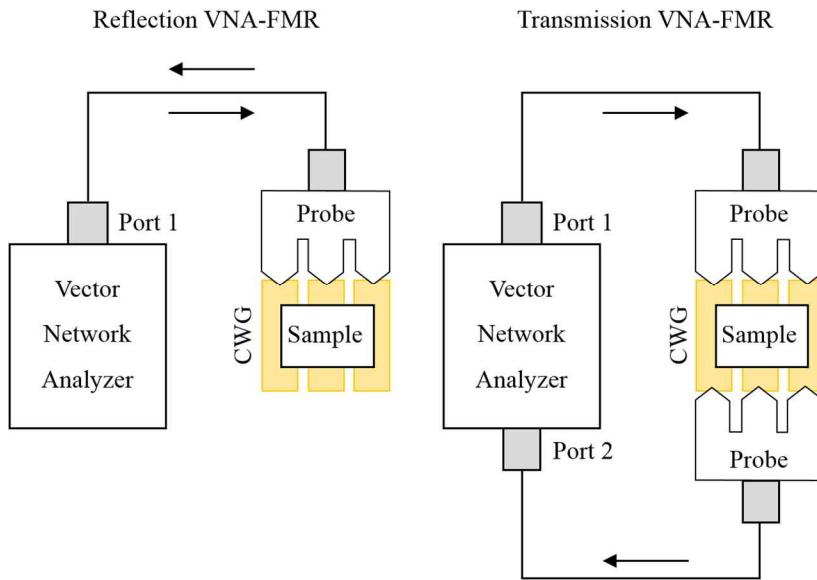 Reflection VNA-FMR
Port 1
Probe
Vector
Network
Analyzer
CWG
Sample
Transmission VNA-FMR
Port 1
Probe
Vector
Network
Analyzer
CWG
Sample
Port 2
Probe